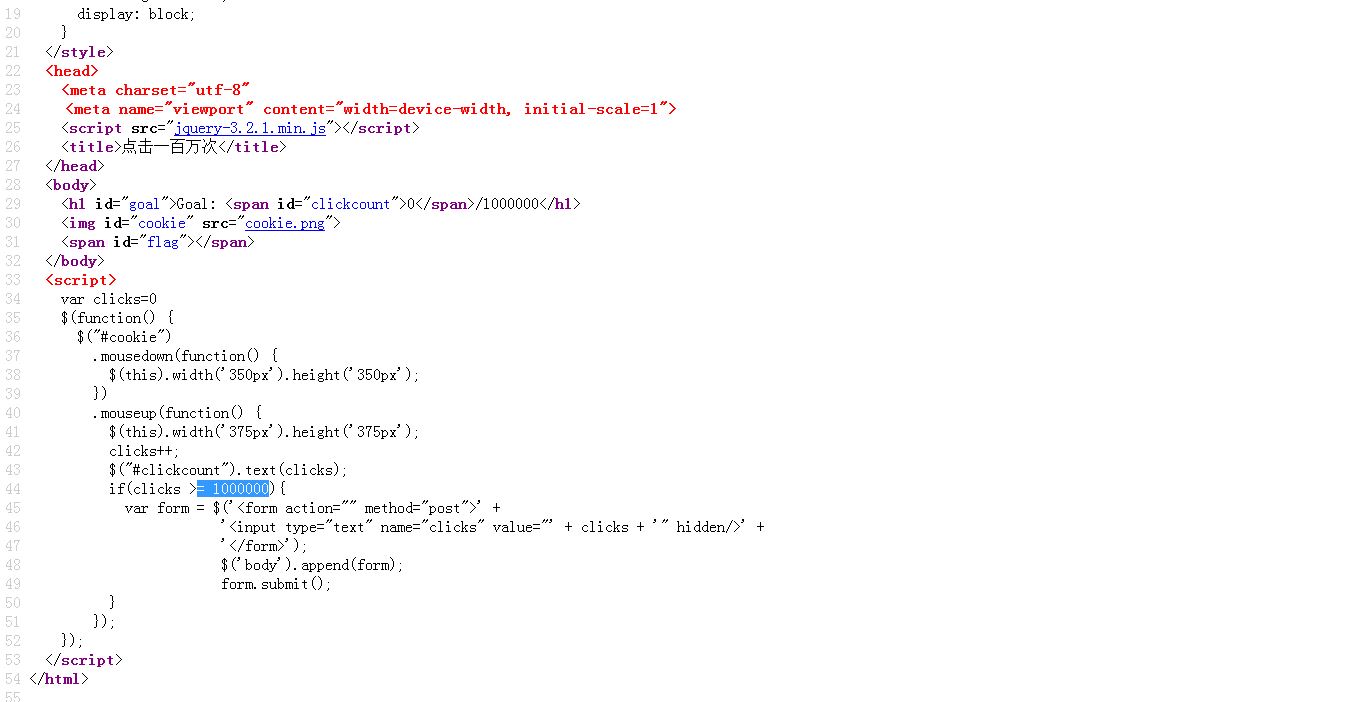 19 display: block;
20 }
21 </style>
22 <head>
23 <meta charset="utf-8"
24 <meta name="viewport" content="width=device-width, initial-scale=1">
25 <script src="jquery-3.2.1.min.js"></script>
26 <title>点击一百万次</title>
27 </head>
28 <body>
29 <h1 id="goal">Goal: <span id="clickcount">0</span>/1000000</h1>
30 <img id="cookie" src="cookie.png">
31 <span id="flag"></span>
32 </body>
33 <script>
34 var clicks=0
35 $(function() {
36 $("#cookie")
37 .mousedown(function() {
38 $(this).width('350px').height('350px');
39 })
40 .mouseup(function() {
41 $(this).width('375px').height('375px');
42 clicks++;
43 $("#clickcount").text(clicks);
44 if(clicks >= 1000000){
45 var form = $('<form action="" method="post">' +
46 '<input type="text" name="clicks" value="' + clicks + '" hidden/>' +
47 '</form>');
48 $('body').append(form);
49 form.submit();
50 }
51 });
52 });
53 </script>
54 </html>
55